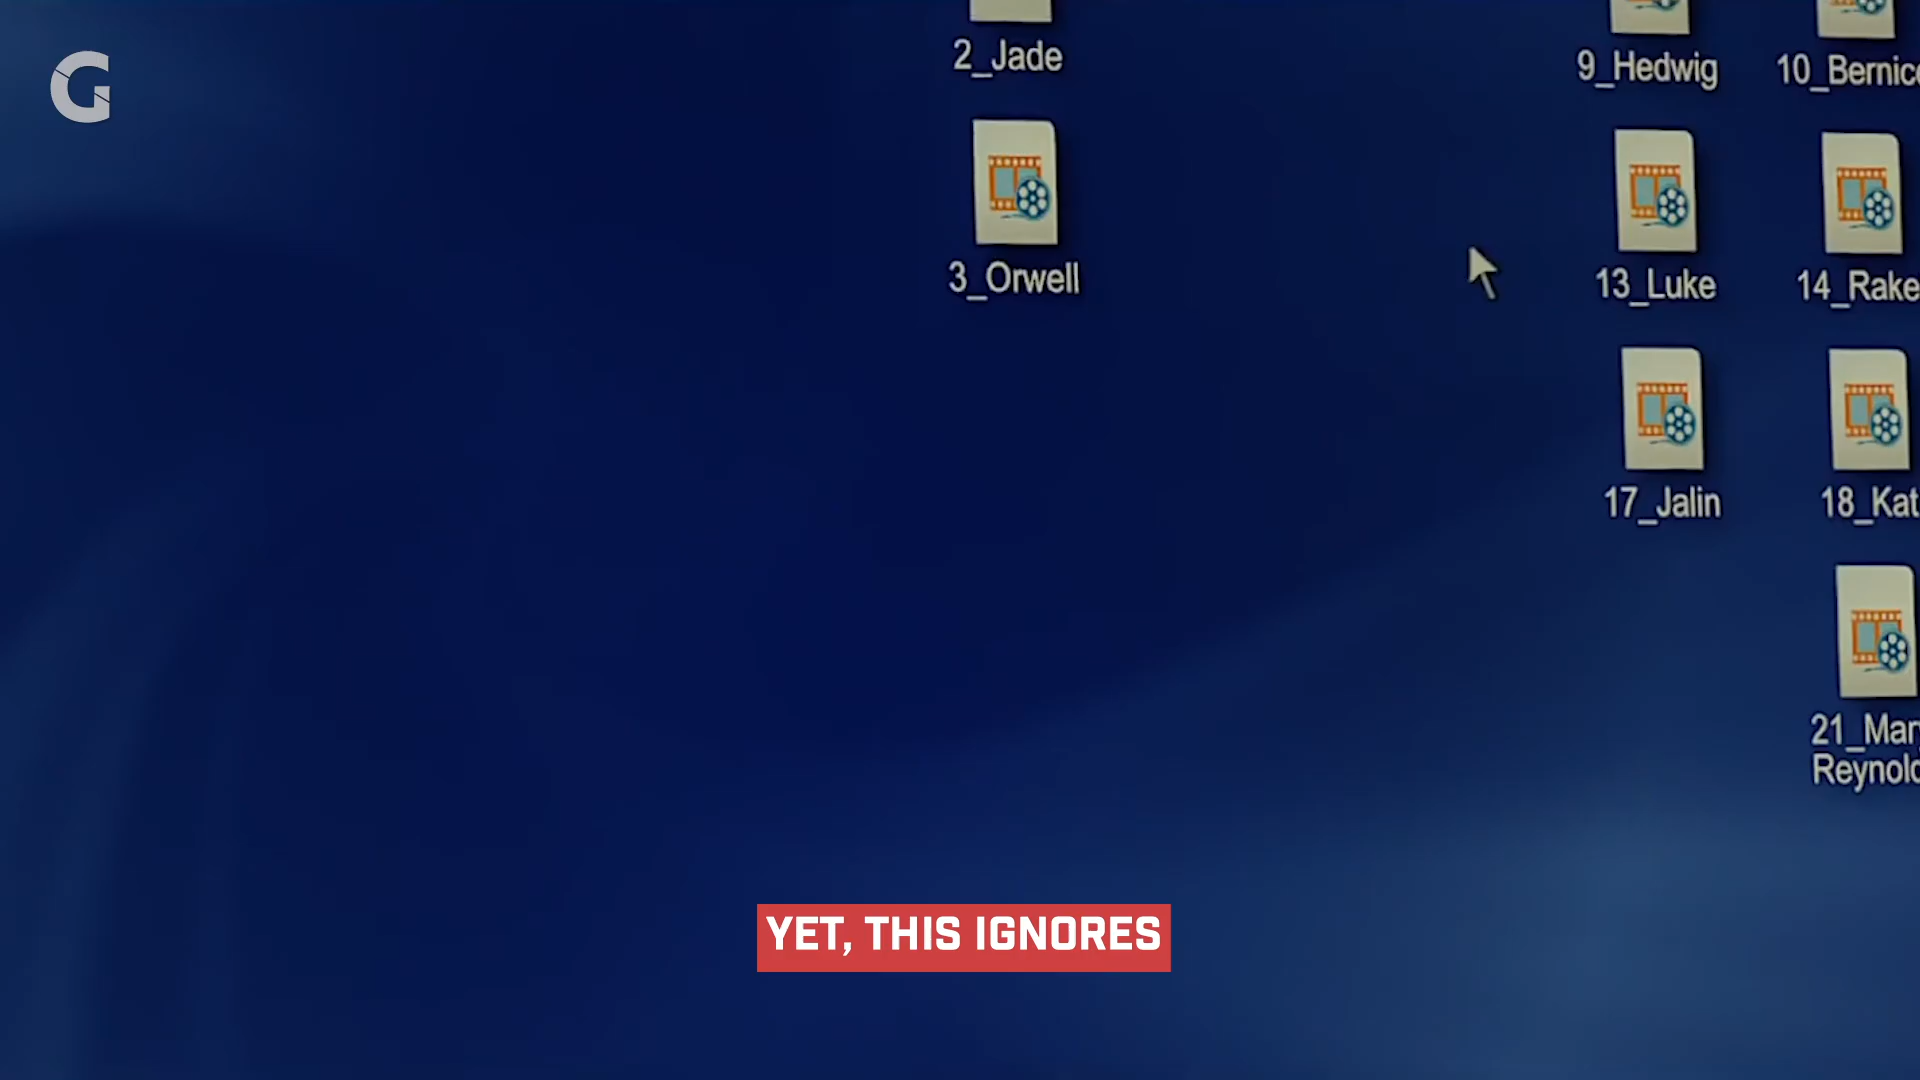 2_Jade
9_Hedwig
3_Orwell
13_Luke
17_Jalin
YET, THIS IGNORES